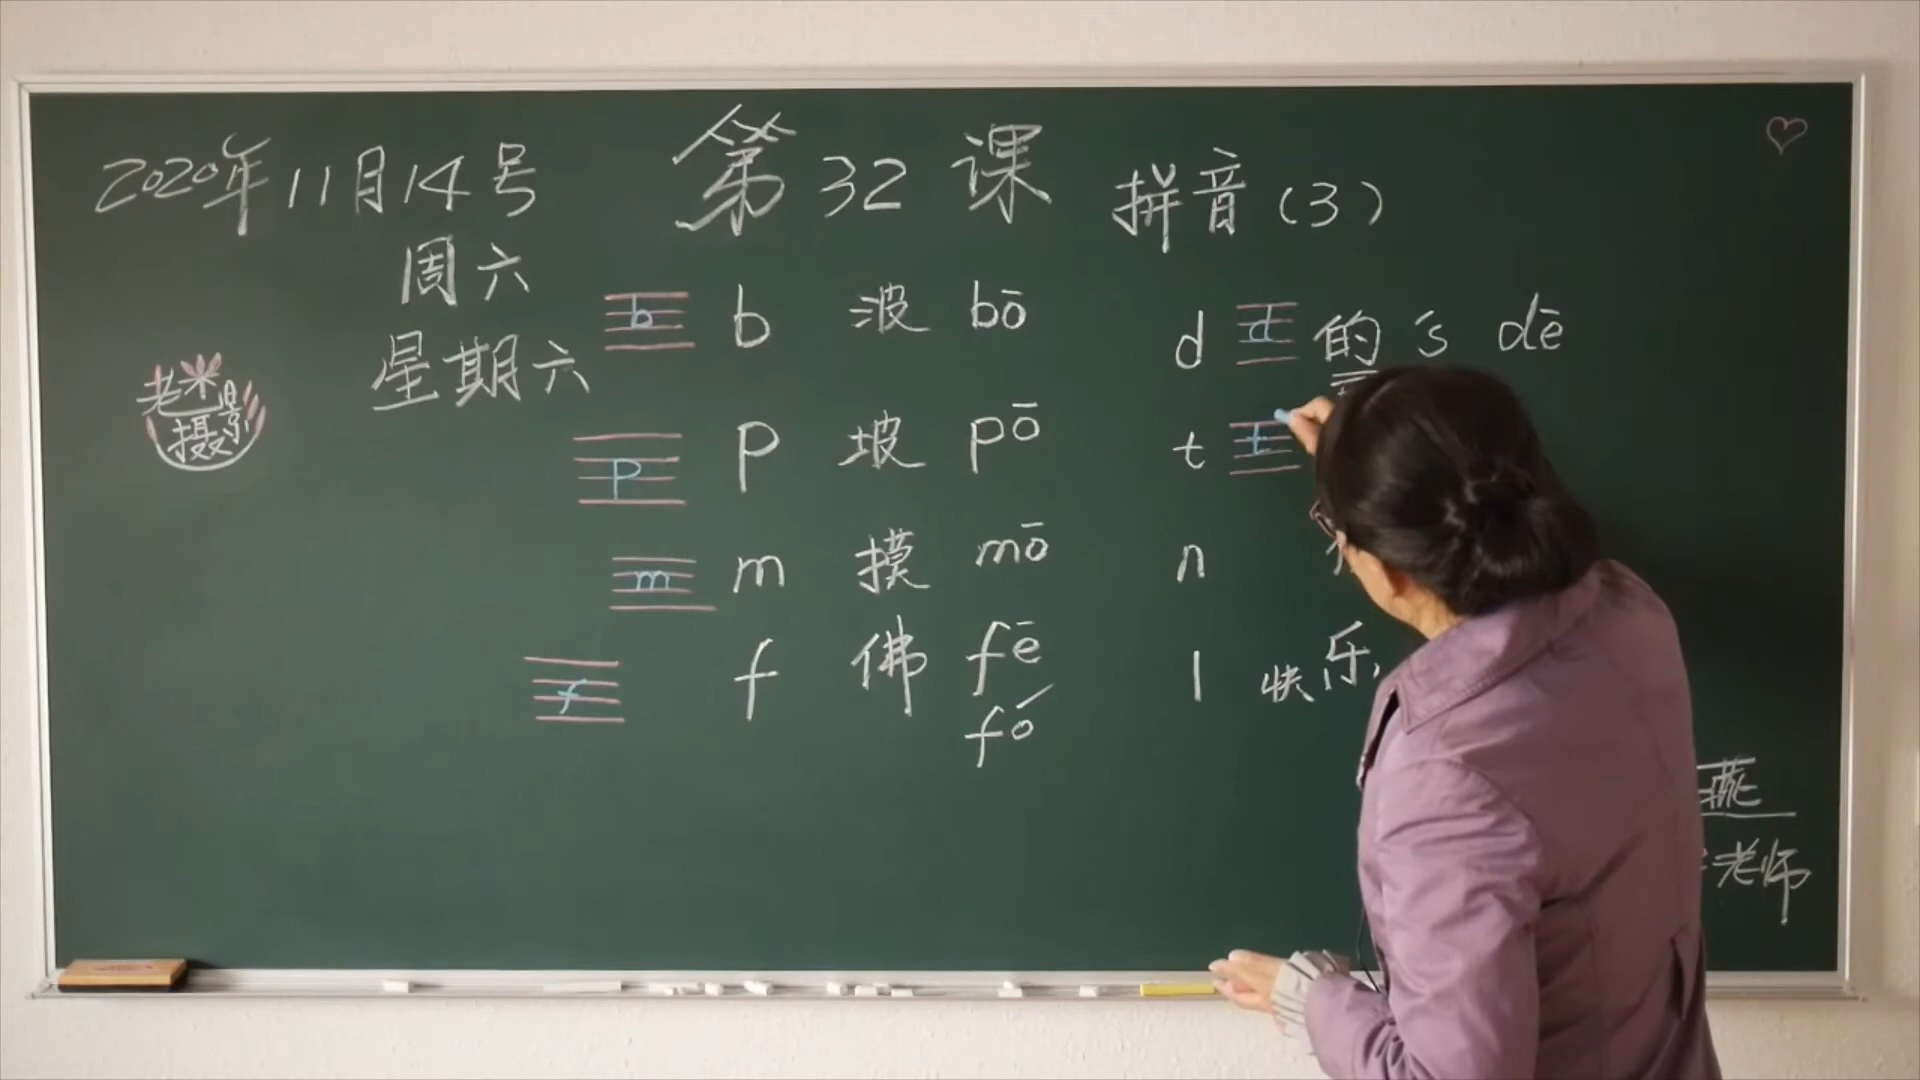 2020年11月14号 第32课 拼音(3)
周六
星期六
老米
摄影
b b 波 bō
p p 坡 pō
m m 摸 mō
f f 佛 fē
fó
d d 的 's dē
t t
n
l 快乐
燕
老师